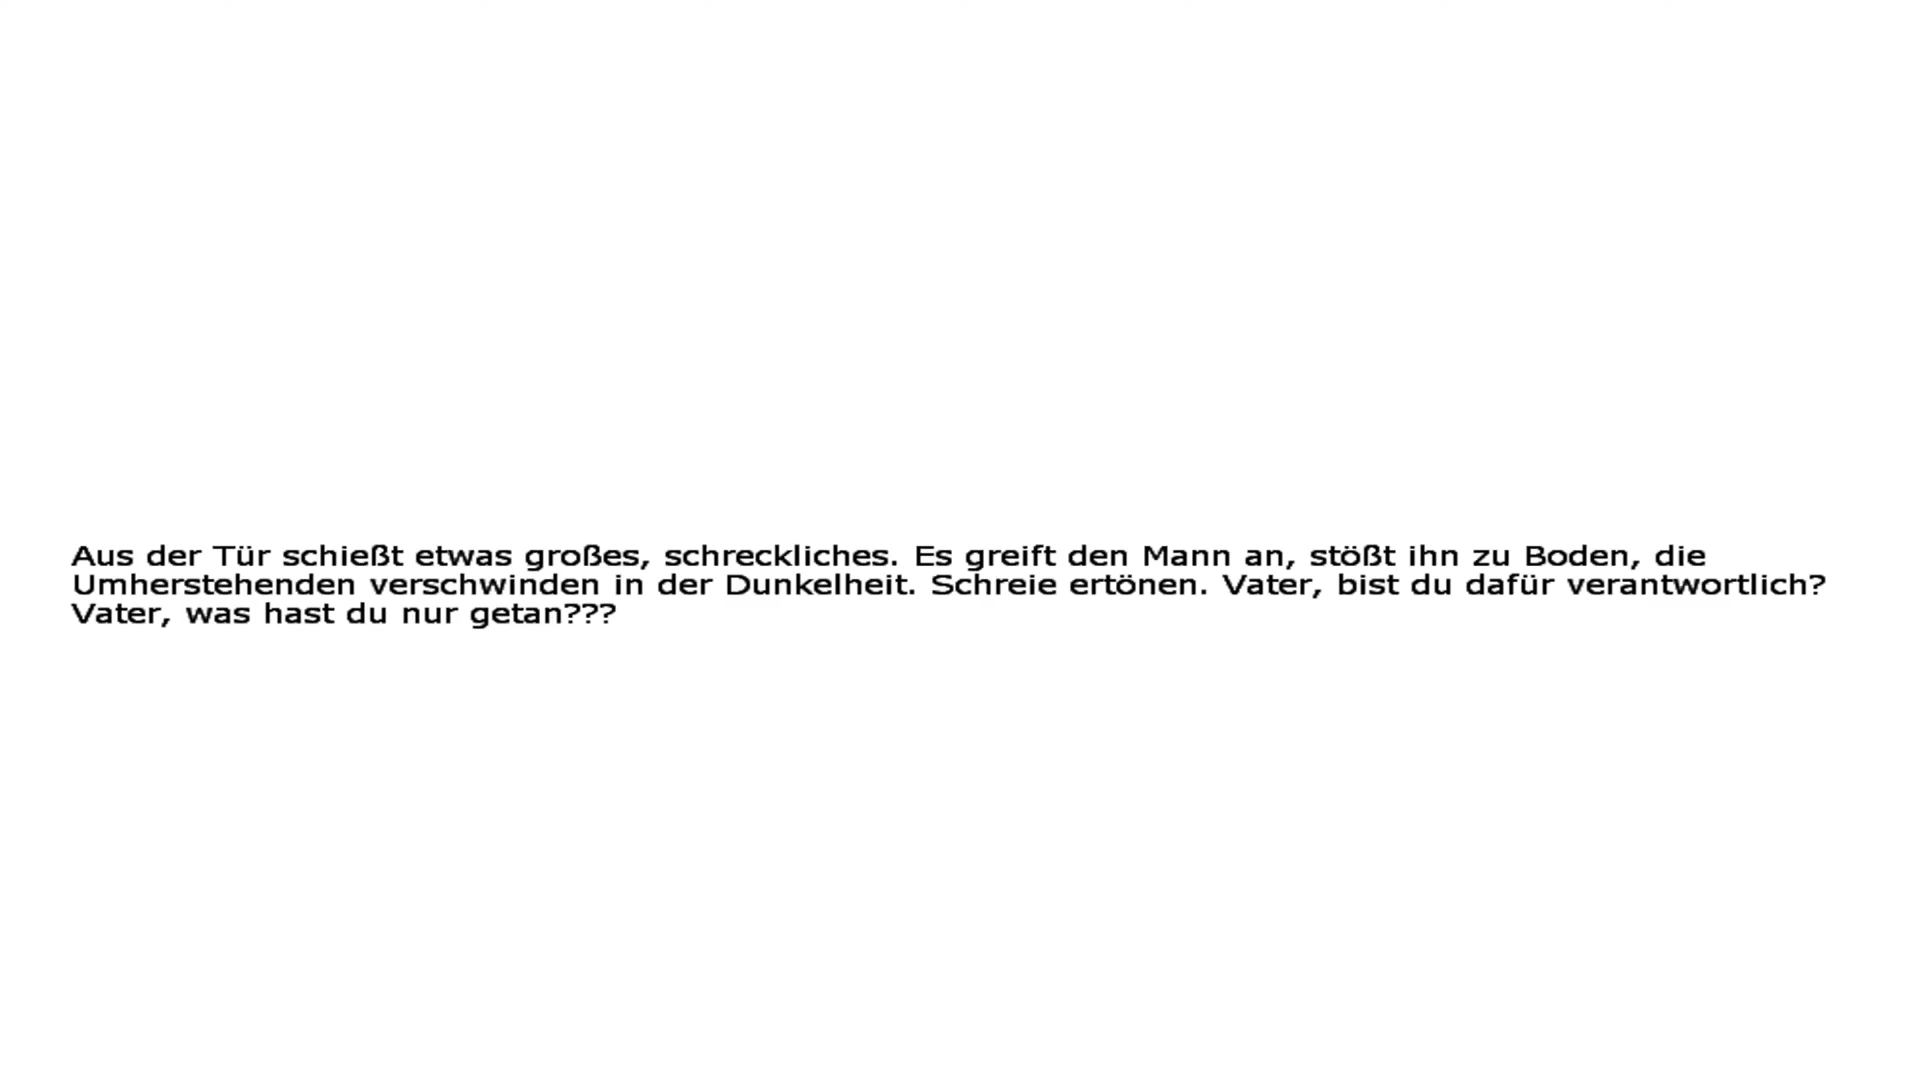 Aus der Tür schießt etwas großes, schreckliches. Es greift den Mann an, stößt ihn zu Boden, die
Umherstehenden verschwinden in der Dunkelheit. Schreie ertönen. Vater, bist du dafür verantwortlich?
Vater, was hast du nur getan???